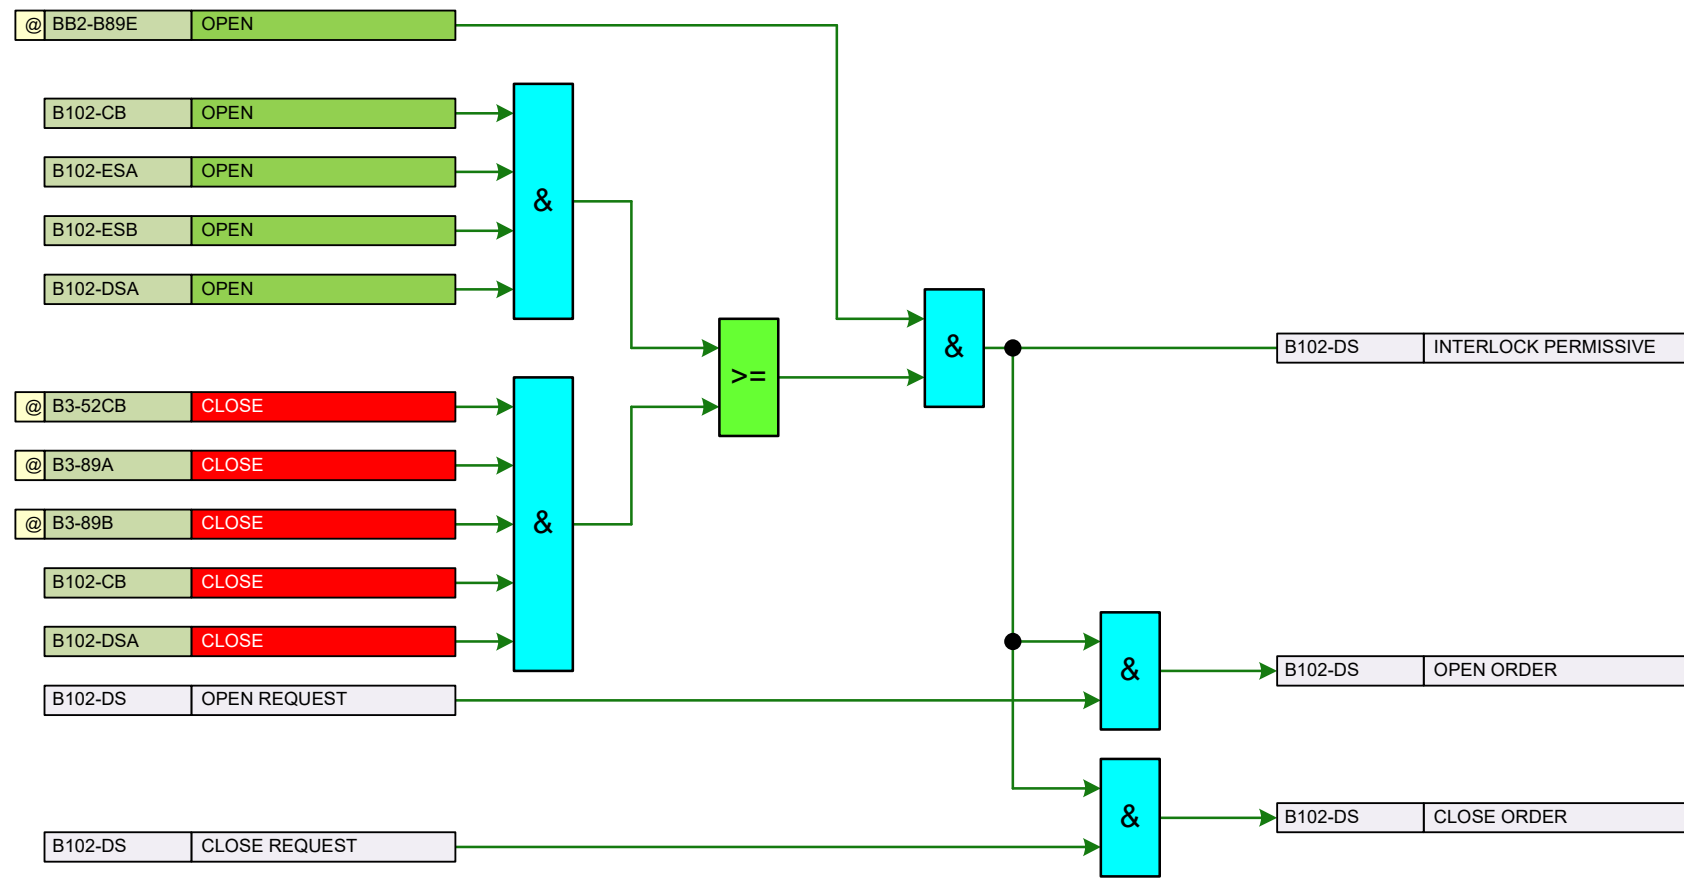 @ BB2-B89E OPEN
B102-CB OPEN
B102-ESA OPEN
B102-ESB OPEN
B102-DSA OPEN
&
>=
&
B102-DS INTERLOCK PERMISSIVE
@ B3-52CB CLOSE
@ B3-89A CLOSE
@ B3-89B CLOSE
B102-CB CLOSE
B102-DSA CLOSE
&
B102-DS OPEN REQUEST
&
B102-DS OPEN ORDER
B102-DS CLOSE REQUEST
&
B102-DS CLOSE ORDER